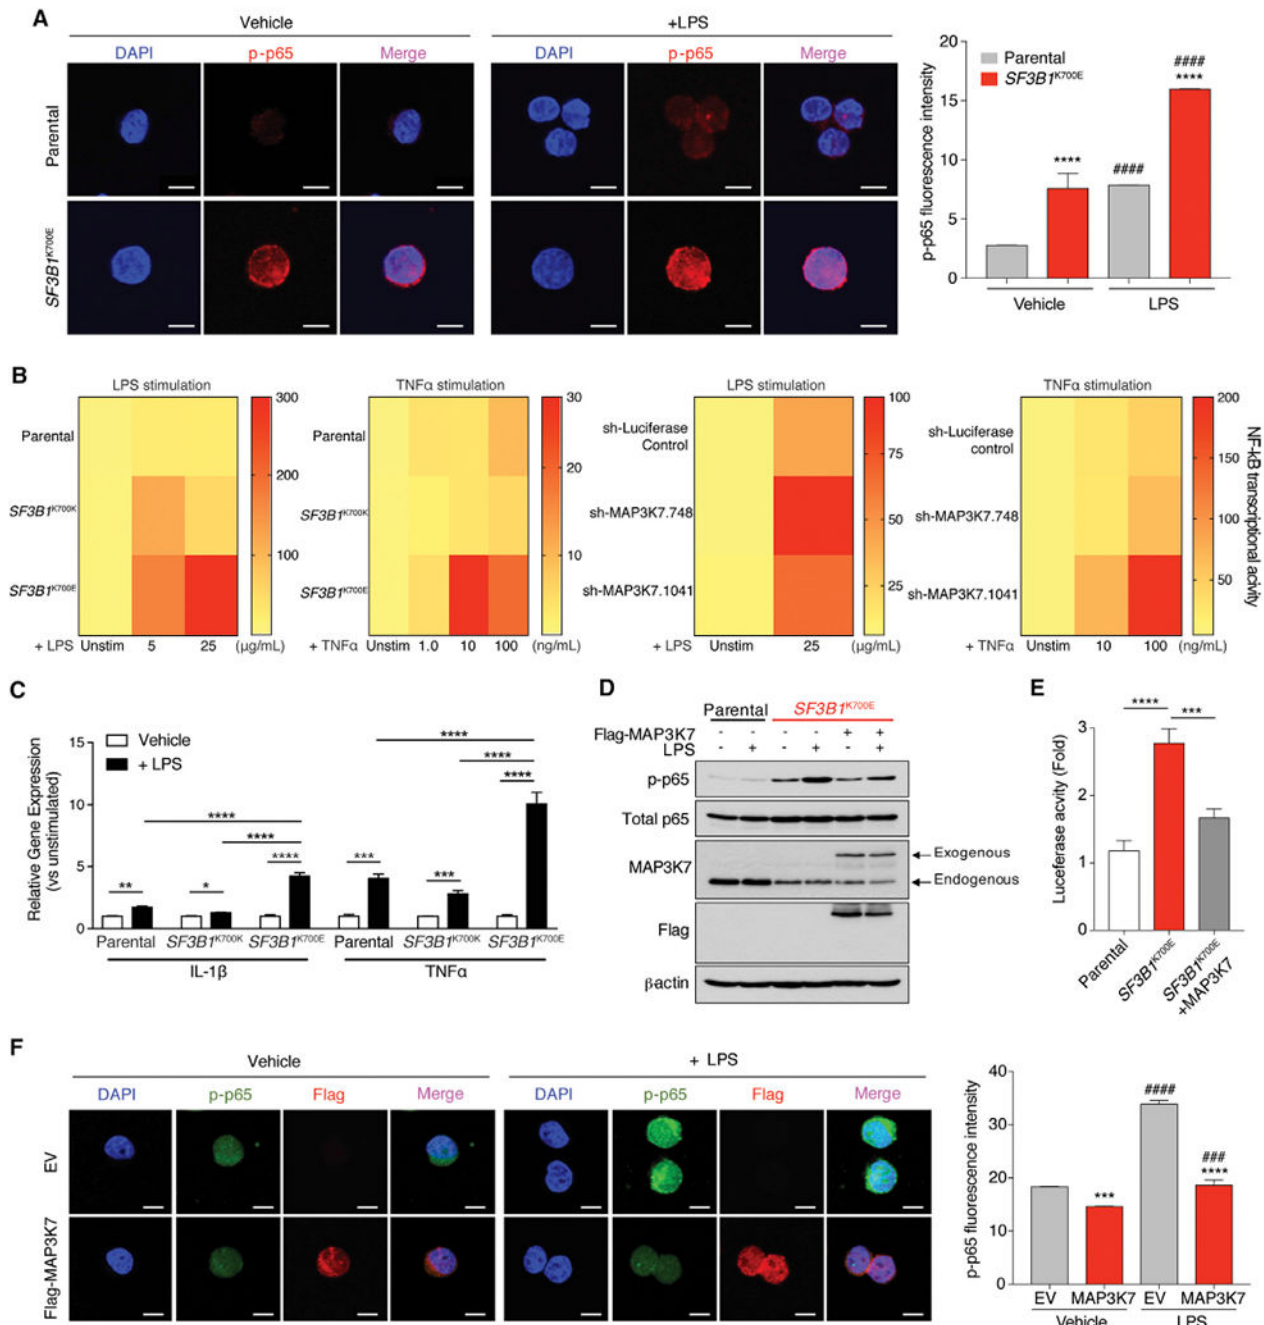 A
Vehicle
+LPS
DAPI p-p65 Merge DAPI p-p65 Merge
Parental
SF3B1K700E
p-p65 fluorescence intensity
20
15
10
5
0
Parental
SF3B1K700E
****
####
####
****
Vehicle LPS
B
LPS stimulation
Parental
SF3B1K700K
SF3B1K700E
+ LPS Unstim 5 25 (µg/mL)
300
200
100
TNFα stimulation
Parental
SF3B1K700K
SF3B1K700E
+ TNFα Unstim 1.0 10 100 (ng/mL)
30
20
10
LPS stimulation
sh-Luciferase
Control
sh-MAP3K7.748
sh-MAP3K7.1041
+ LPS Unstim 25 (µg/mL)
100
75
50
25
TNFα stimulation
sh-Luciferase
control
sh-MAP3K7.748
sh-MAP3K7.1041
+ TNFα Unstim 10 100 (ng/mL)
200
150
100
50
NF-kB transcriptional acivity
C
Relative Gene Expression
(vs unstimulated)
15
10
5
0
Vehicle
+ LPS
****
****
****
**
*
****
****
****
***
***
Parental SF3B1K700K SF3B1K700E Parental SF3B1K700K SF3B1K700E
IL-1β TNFα
D
Parental SF3B1K700E
Flag-MAP3K7 - - - - + +
LPS - + - + - +
p-p65
Total p65
MAP3K7
Exogenous
Endogenous
Flag
βactin
E
Luceferase acvity (Fold)
3
2
1
0
**** ***
Parental
SF3B1K700E
SF3B1K700E
+MAP3K7
F
Vehicle
+ LPS
DAPI p-p65 Flag Merge DAPI p-p65 Flag Merge
EV
Flag-MAP3K7
p-p65 fluorescence intensity
40
30
20
10
0
***
####
###
****
EV MAP3K7 EV MAP3K7
Vehicle LPS